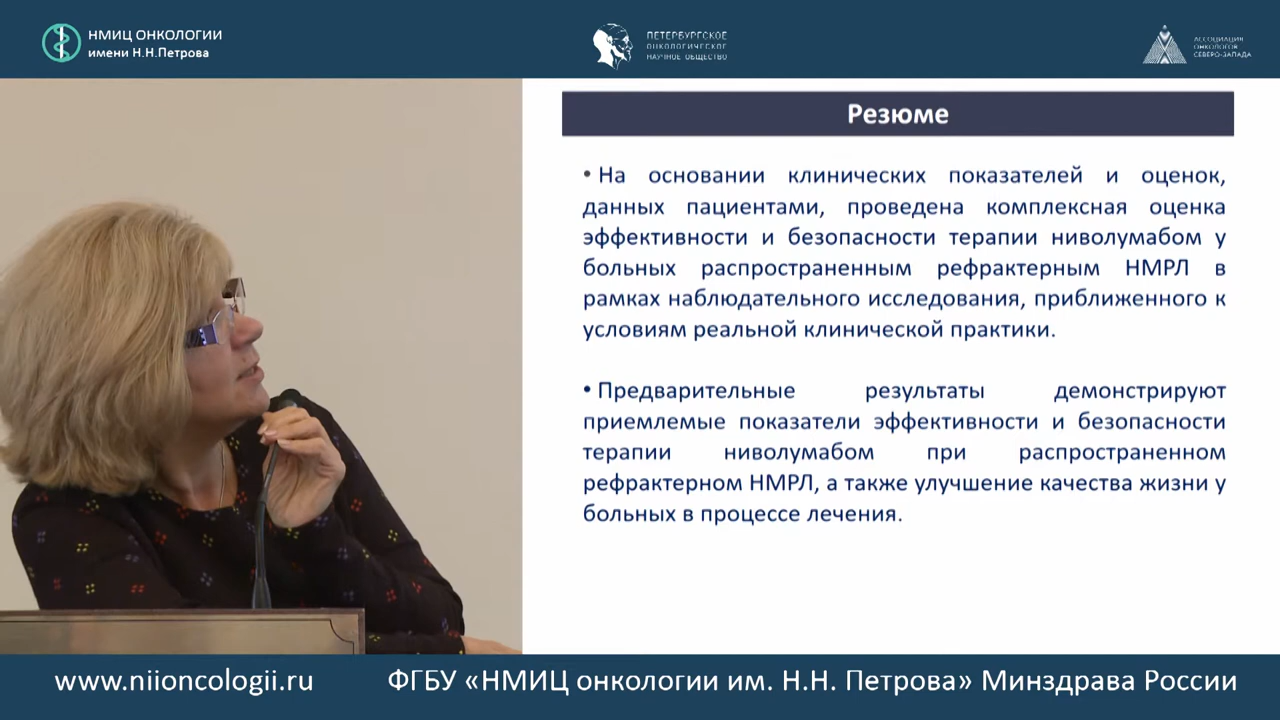 НМИЦ ОНКОЛОГИИ
имени Н.Н.Петрова
ПЕТЕРБУРГСКОЕ
ОНКОЛОГИЧЕСКОЕ
НАУЧНОЕ ОБЩЕСТВО
АССОЦИАЦИЯ
ОНКОЛОГОВ
СЕВЕРО-ЗАПАДА
Резюме
• На основании клинических показателей и оценок,
данных пациентами, проведена комплексная оценка
эффективности и безопасности терапии ниволумабом у
больных распространенным рефрактерным НМРЛ в
рамках наблюдательного исследования, приближенного к
условиям реальной клинической практики.
• Предварительные результаты демонстрируют
приемлемые показатели эффективности и безопасности
терапии ниволумабом при распространенном
рефрактерном НМРЛ, а также улучшение качества жизни у
больных в процессе лечения.
www.niioncologii.ru
ФГБУ «НМИЦ онкологии им. Н.Н. Петрова» Минздрава России